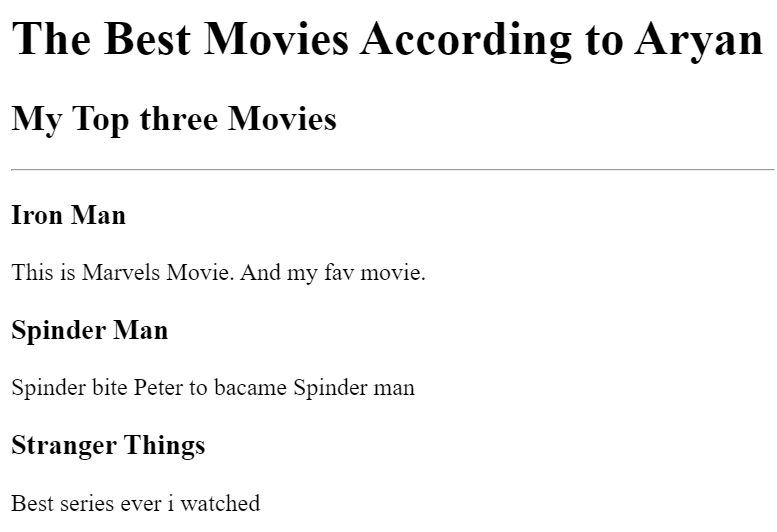 The Best Movies According to Aryan
My Top three Movies
Iron Man
This is Marvels Movie. And my fav movie.
Spinder Man
Spinder bite Peter to bacame Spinder man
Stranger Things
Best series ever i watched